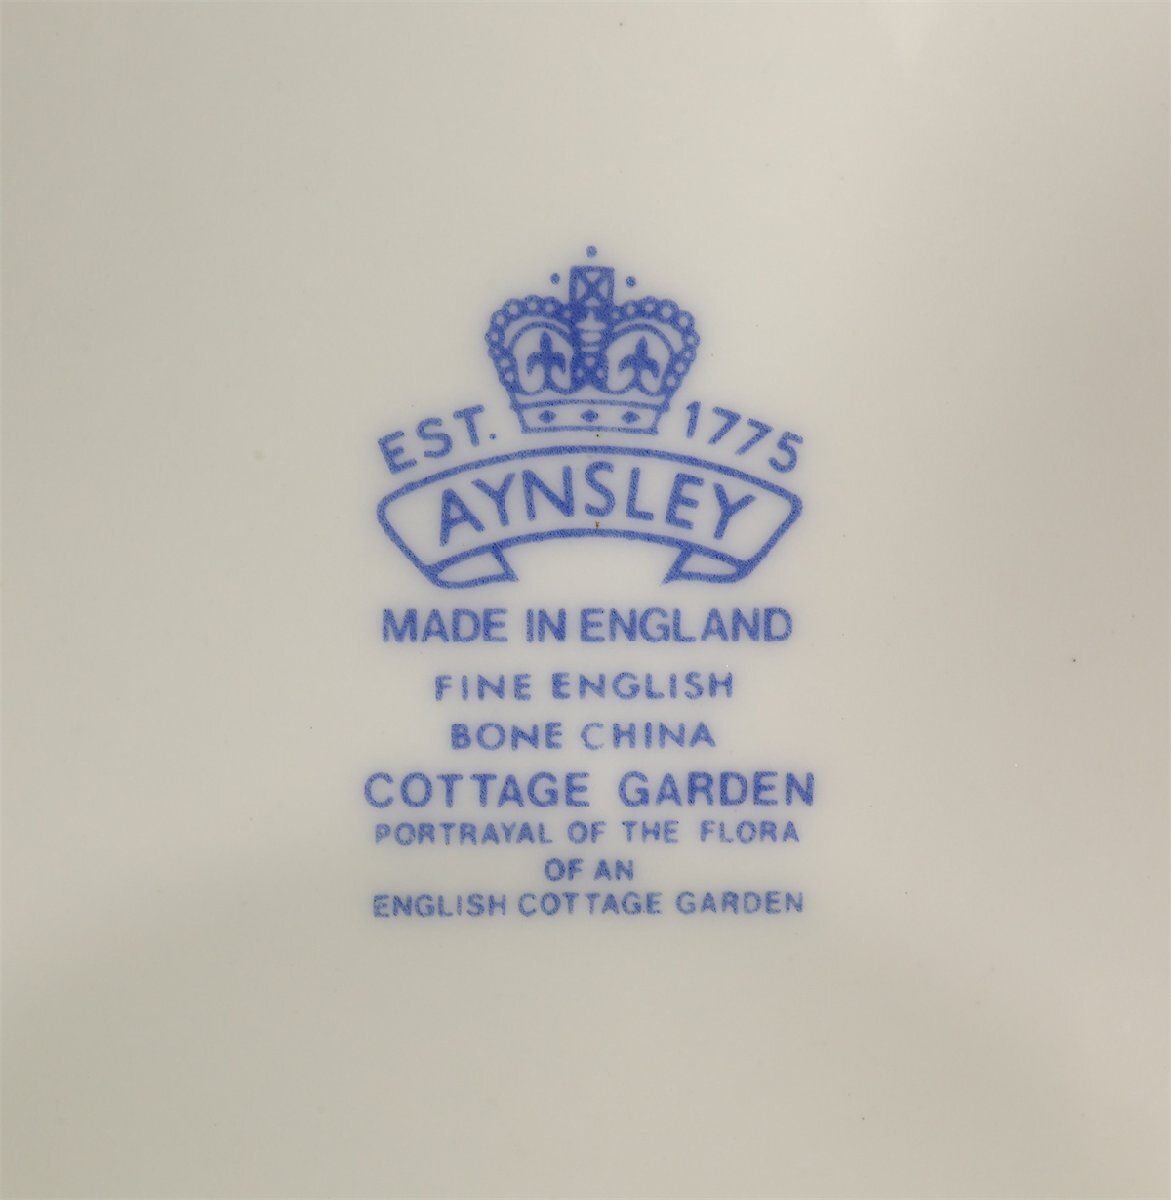 EST. 1775
AYNSLEY
MADE IN ENGLAND
FINE ENGLISH
BONE CHINA
COTTAGE GARDEN
PORTRAYAL OF THE FLORA
OF AN
ENGLISH COTTAGE GARDEN